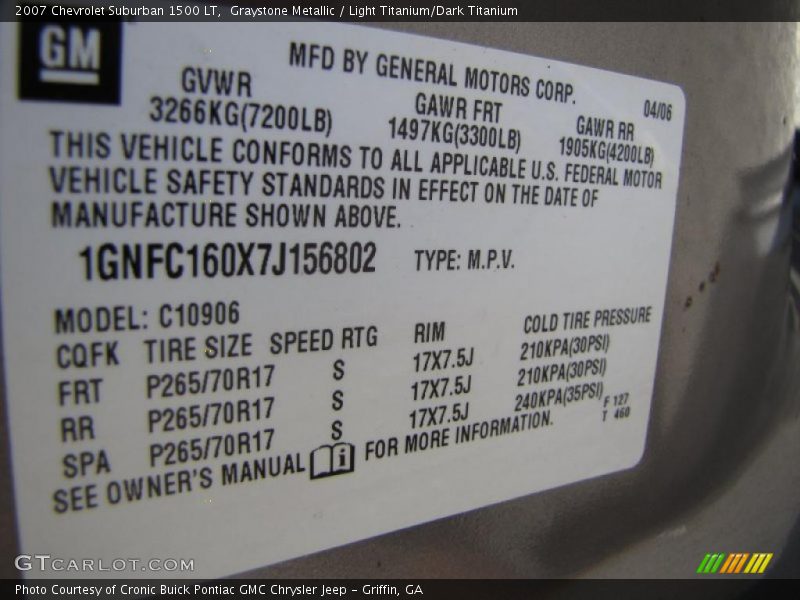 2007 Chevrolet Suburban 1500 LT, Graystone Metallic / Light Titanium/Dark Titanium
GM
MFD BY GENERAL MOTORS CORP.
04/06
GVWR GAWR FRT GAWR RR
3266KG(7200LB) 1497KG(3300LB) 1905KG(4200LB)
THIS VEHICLE CONFORMS TO ALL APPLICABLE U.S. FEDERAL MOTOR
VEHICLE SAFETY STANDARDS IN EFFECT ON THE DATE OF
MANUFACTURE SHOWN ABOVE.
1GNFC160X7J156802 TYPE: M.P.V.
MODEL: C10906
CQFK TIRE SIZE SPEED RTG RIM COLD TIRE PRESSURE
FRT P265/70R17 S 17X7.5J 210KPA(30PSI)
RR P265/70R17 S 17X7.5J 210KPA(30PSI)
SPA P265/70R17 S 17X7.5J 240KPA(35PSI)
SEE OWNER'S MANUAL i FOR MORE INFORMATION.
F 127
T 460
GTCARLOT.COM
Photo Courtesy of Cronic Buick Pontiac GMC Chrysler Jeep - Griffin, GA